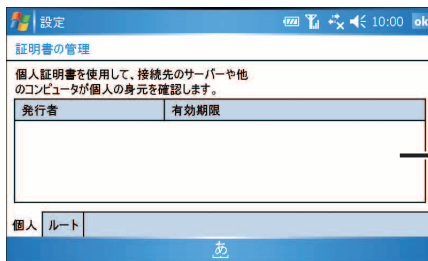 設定 10:00 ok
証明書の管理
個人証明書を使用して、接続先のサーバーや他
のコンピュータが個人の身元を確認します。
発行者 有効期限
個人 ルート
あ